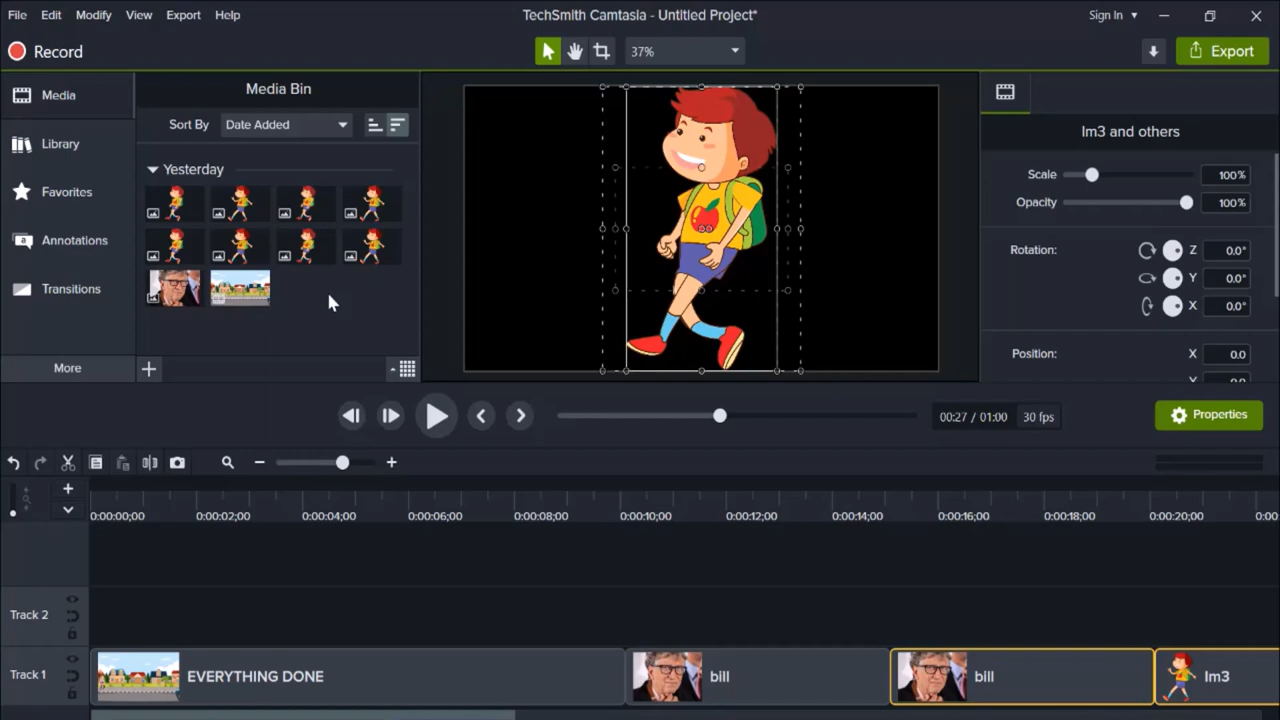 File Edit Modify View Export Help
TechSmith Camtasia - Untitled Project*
Sign In
Record
37%
Export
Media
Library
Favorites
Annotations
Transitions
More
Media Bin
Sort By Date Added
Yesterday
Im3 and others
Scale 100%
Opacity 100%
Rotation: Z 0.0°
Y 0.0°
X 0.0°
Position: X 0.0
00:27 / 01:00 30 fps
Properties
0:00:00;00 0:00:02;00 0:00:04;00 0:00:06;00 0:00:08;00 0:00:10;00 0:00:12;00 0:00:14;00 0:00:16;00 0:00:18;00 0:00:20;00
Track 2
Track 1
EVERYTHING DONE
bill
bill
Im3